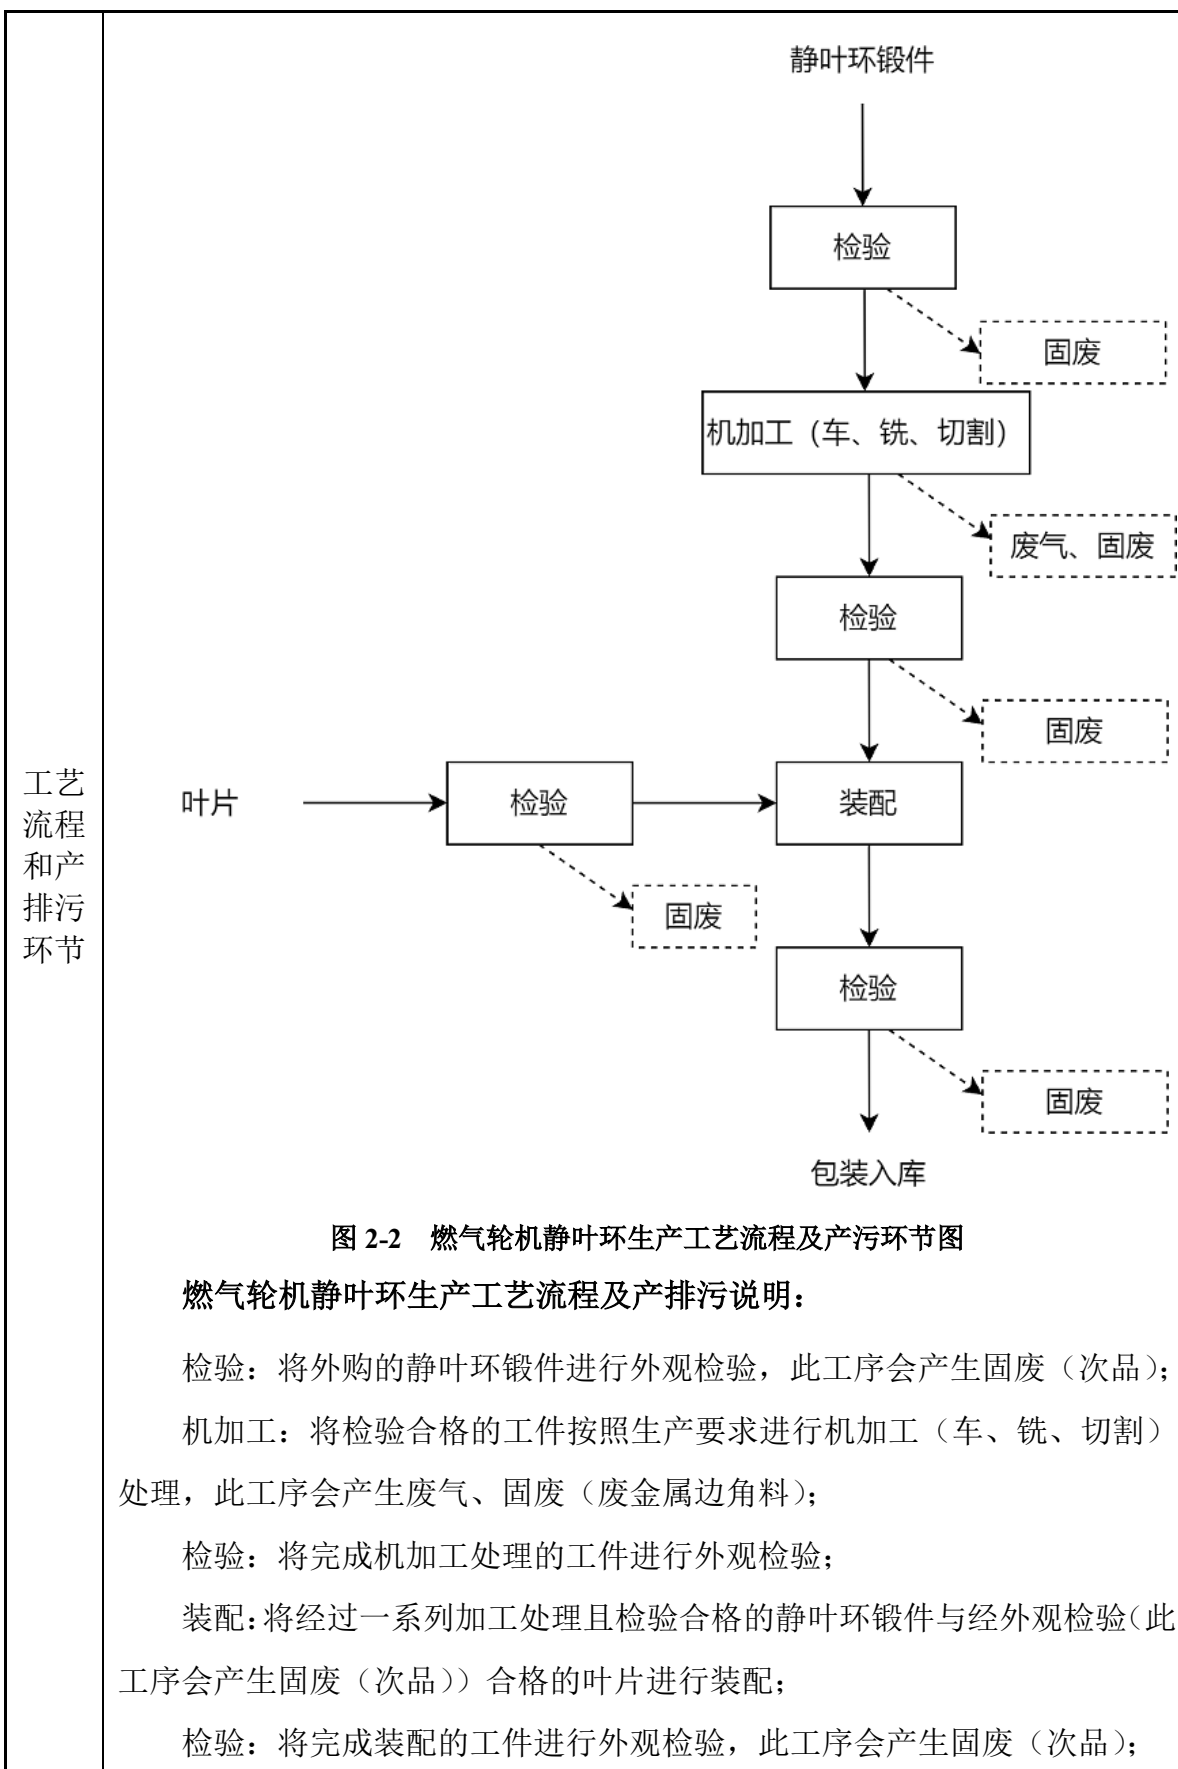 工艺
流程
和产
排污
环节
静叶环锻件
检验
固废
机加工（车、铣、切割）
废气、固废
检验
固废
叶片
检验
装配
固废
检验
固废
包装入库
图 2-2 燃气轮机静叶环生产工艺流程及产污环节图
燃气轮机静叶环生产工艺流程及产排污说明：
检验：将外购的静叶环锻件进行外观检验，此工序会产生固废（次品）；
机加工：将检验合格的工件按照生产要求进行机加工（车、铣、切割）
处理，此工序会产生废气、固废（废金属边角料）；
检验：将完成机加工处理的工件进行外观检验；
装配：将经过一系列加工处理且检验合格的静叶环锻件与经外观检验（此
工序会产生固废（次品））合格的叶片进行装配；
检验：将完成装配的工件进行外观检验，此工序会产生固废（次品）；